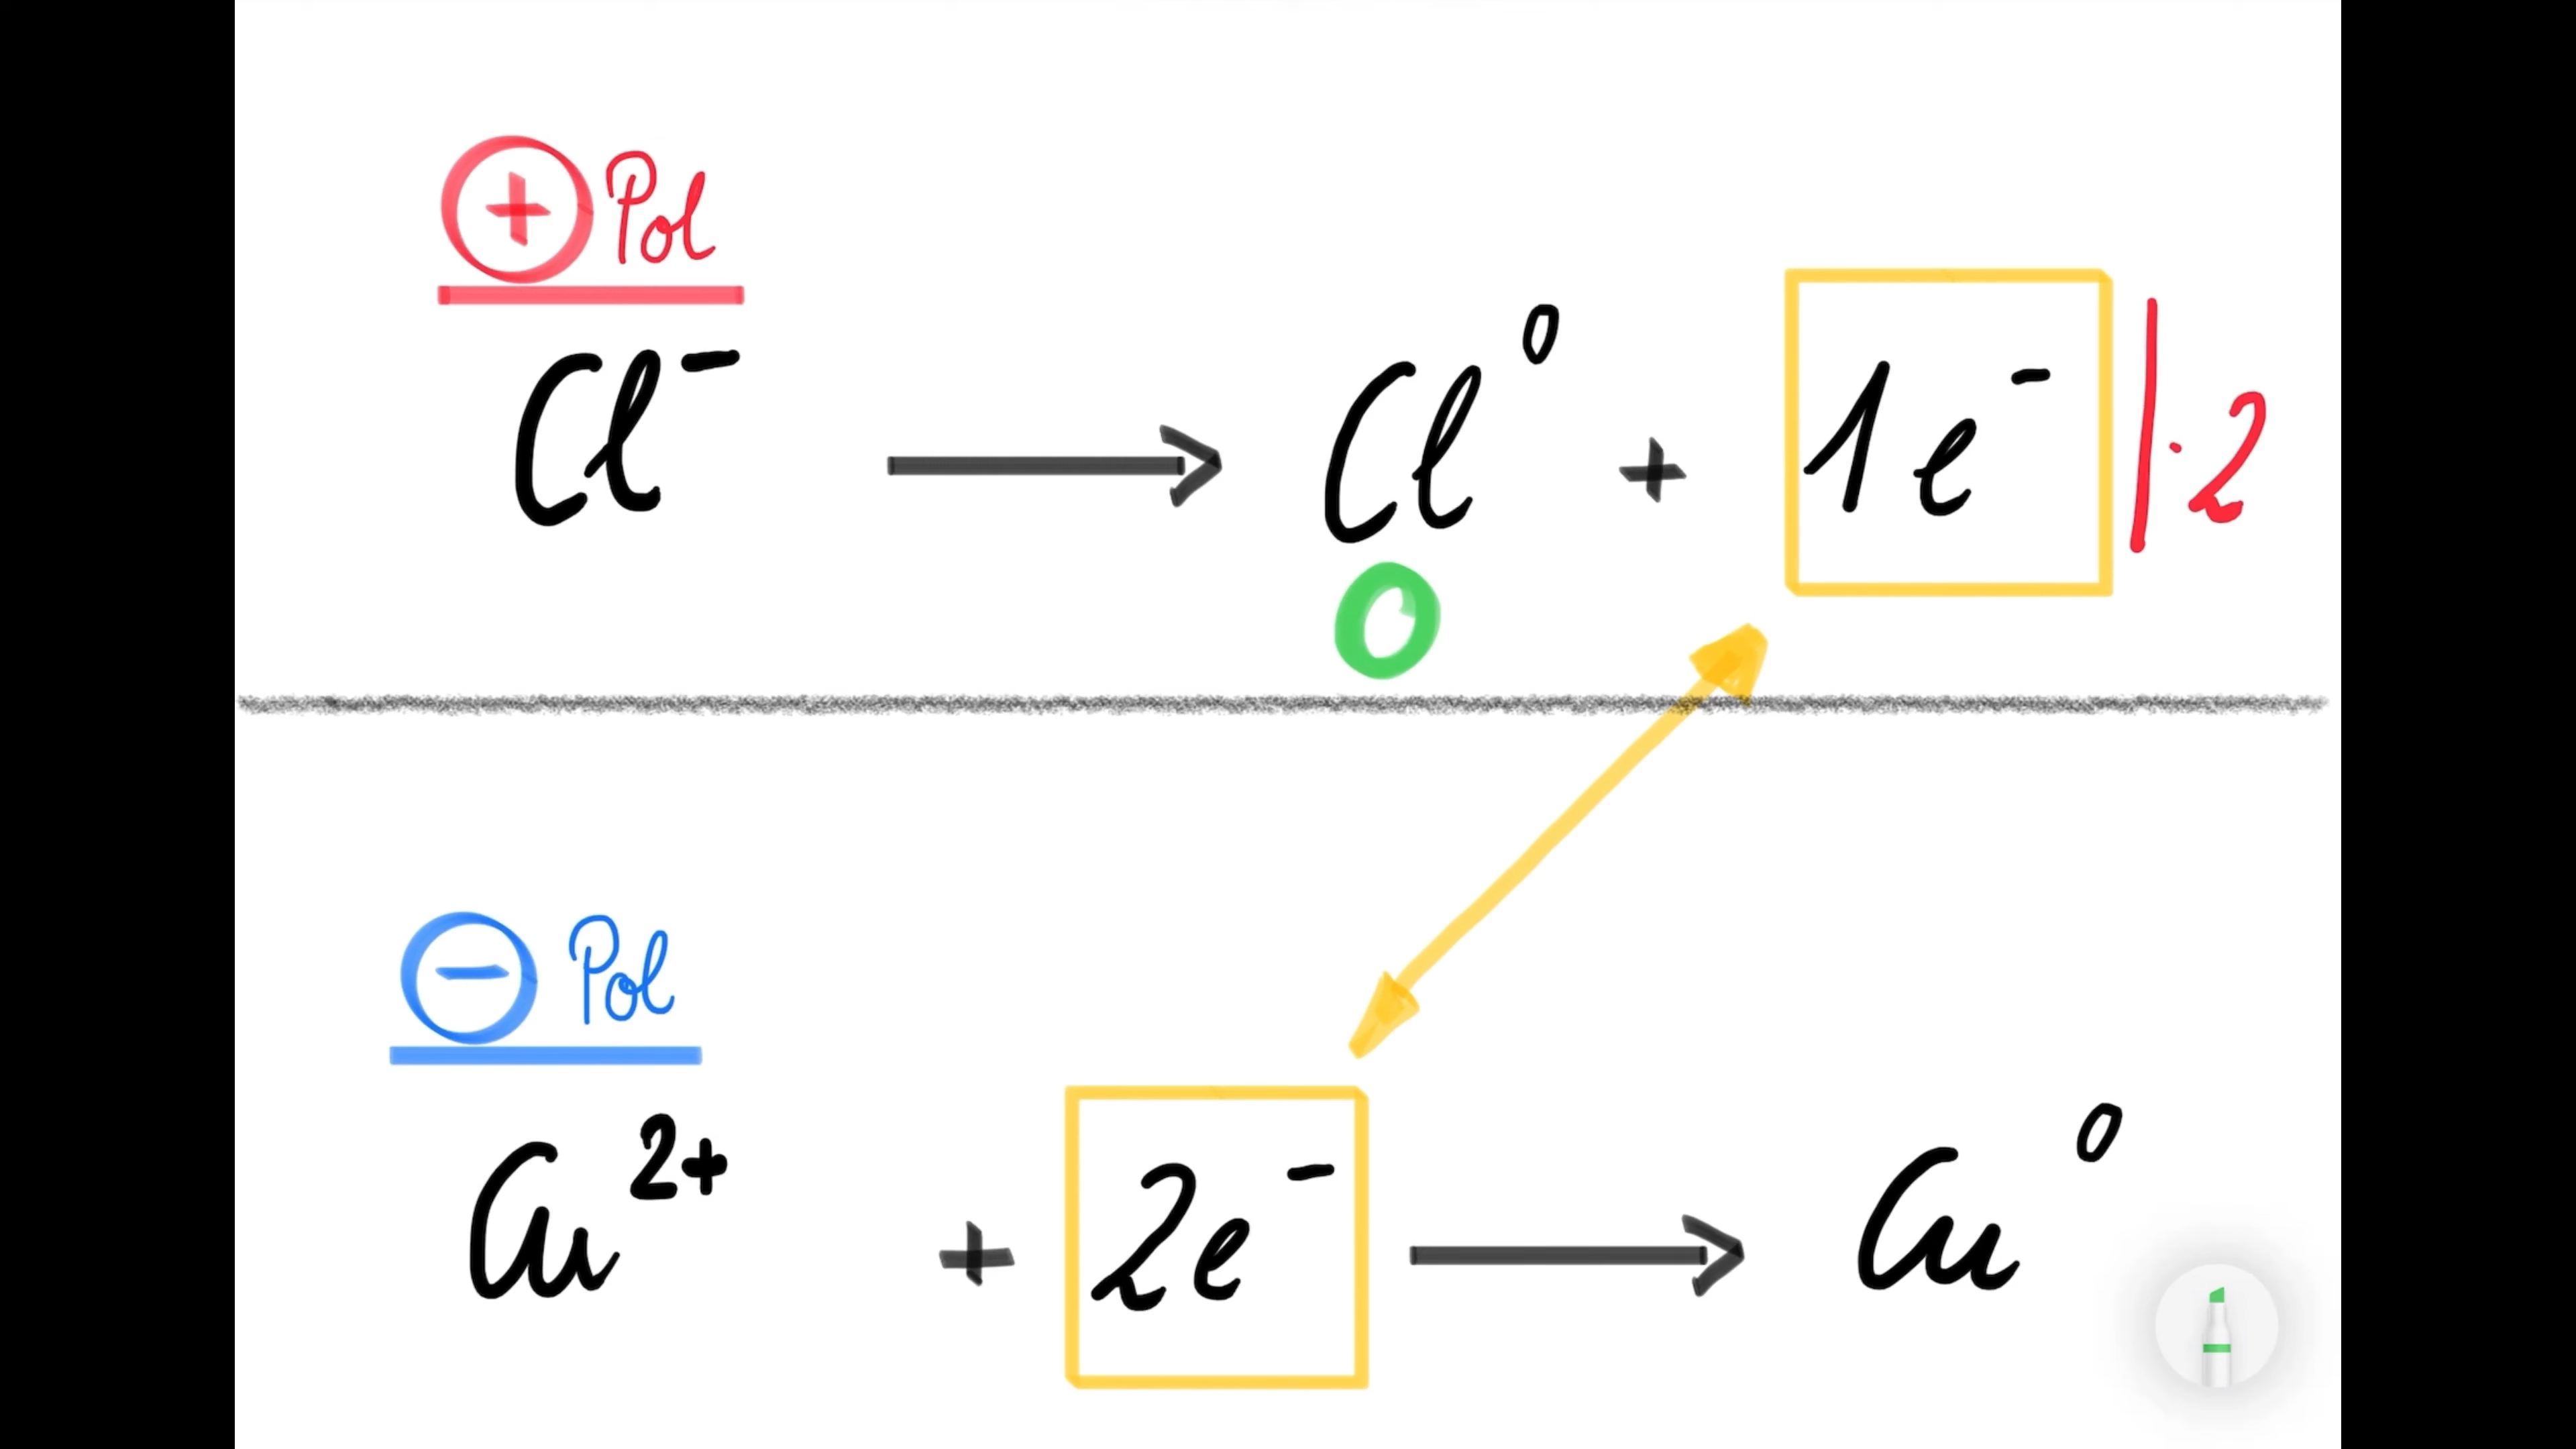 ⊕ Pol
Cl⁻ → Cl⁰ + 1e⁻ |·2
0
⊖ Pol
Cu²⁺ + 2e⁻ → Cu⁰